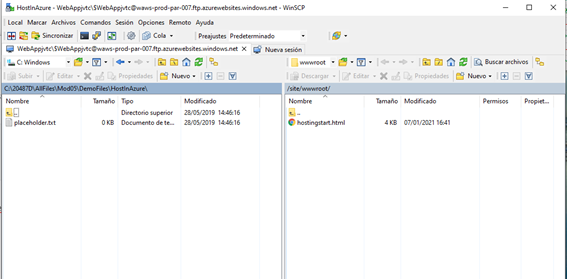 HostInAzure - WebAppjvtc\$WebAppjvtc@waws-prod-par-007.ftp.azurewebsites.windows.net - WinSCP
Local Marcar Archivos Comandos Sesión Opciones Remoto Ayuda
Sincronizar Cola Preajustes Predeterminado
WebAppjvtc\$WebAppjvtc@waws-prod-par-007.ftp.azurewebsites.windows.net Nueva sesión
C: Windows
Subir Editar Propiedades Nuevo
C:\20487D\AllFiles\Mod05\DemoFiles\HostInAzure\
Nombre Tamaño Tipo Modificado
.. Directorio superior 28/05/2019 14:46:16
placeholder.txt 0 KB Documento de te... 28/05/2019 14:46:16
wwwroot Buscar archivos
Descargar Editar Propiedades Nuevo
/site/wwwroot/
Nombre Tamaño Modificado Permisos Propiet...
..
hostingstart.html 4 KB 07/01/2021 16:41